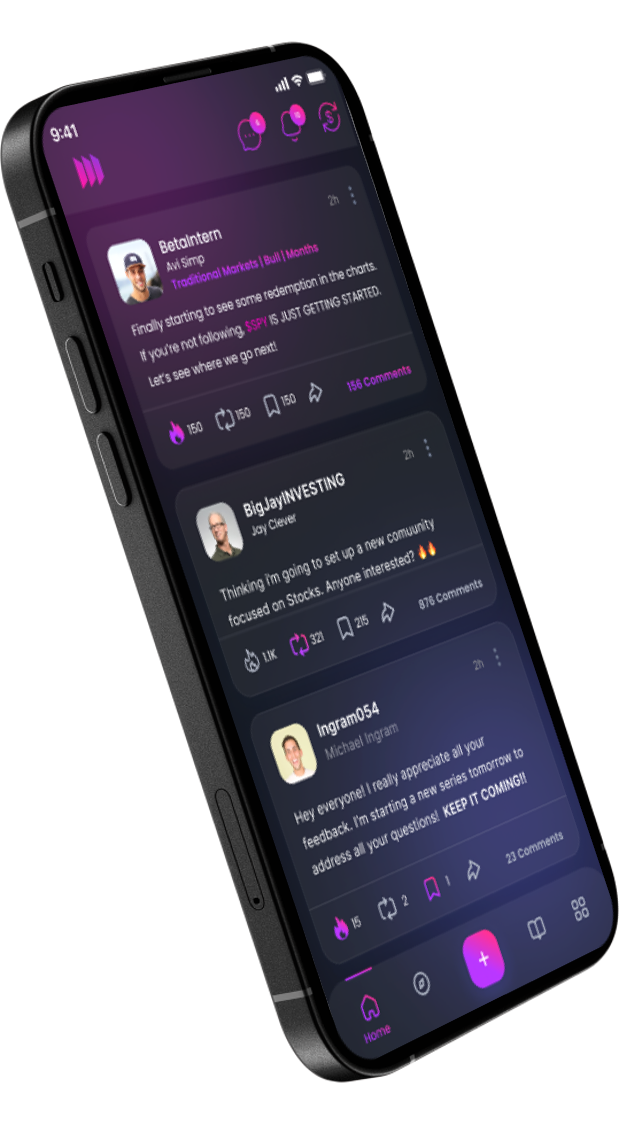 9:41
BetaIntern
2h
Avi Simp
Traditional Markets | Bull | Months
Finally starting to see some redemption in the charts.
If you're not following, $SPY IS JUST GETTING STARTED.
Let's see where we go next!
150 150 150 156 Comments
BigJayINVESTING
2h
Jay Clever
Thinking I'm going to set up a new comuunity
focused on Stocks. Anyone interested? 🔥🔥
1.1K 321 215 876 Comments
Ingram054
2h
Michael Ingram
Hey everyone! I really appreciate all your
feedback. I'm starting a new series tomorrow to
address all your questions! KEEP IT COMING!!
15 2 1 23 Comments
Home